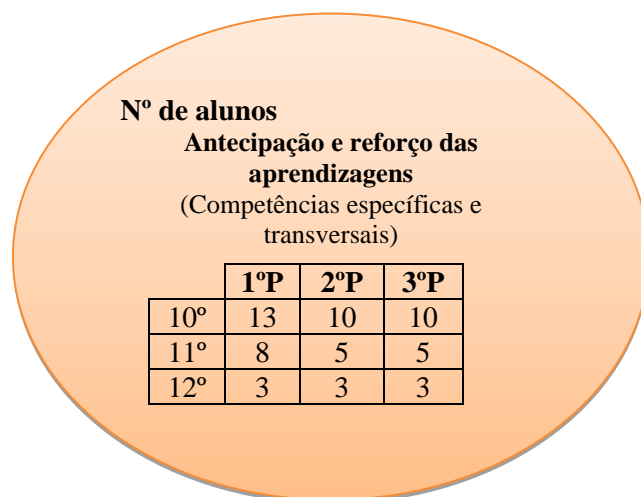 Nº de alunos
Antecipação e reforço das
aprendizagens
(Competências específicas e
transversais)
1ºP 2ºP 3ºP
10º 13 10 10
11º 8 5 5
12º 3 3 3